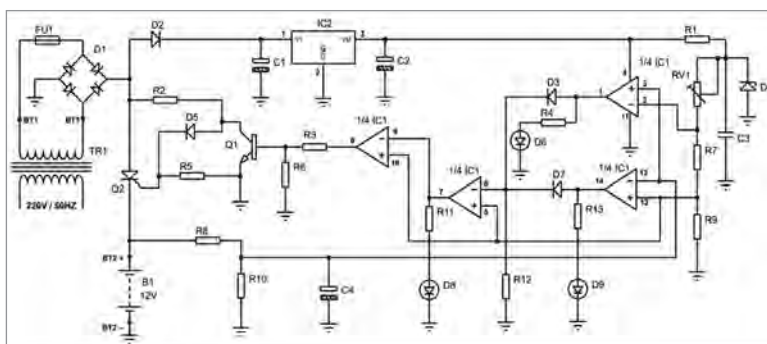 FU1
D1
BT1
BT1
TR1
220V / 50HZ
D2
C1
1
IC2
3
2
C2
R1
RV1
D
C3
R7
R9
R2
D5
Q1
R5
Q2
R3
R6
1/4 IC1
8
9
10
1/4 IC1
7
6
5
D3
R4
D6
1/4 IC1
1
4
2
3
11
D7
R13
1/4 IC1
14
13
12
R11
D8
R12
D9
R8
R10
C4
BT2 +
B1
12V
BT2 -